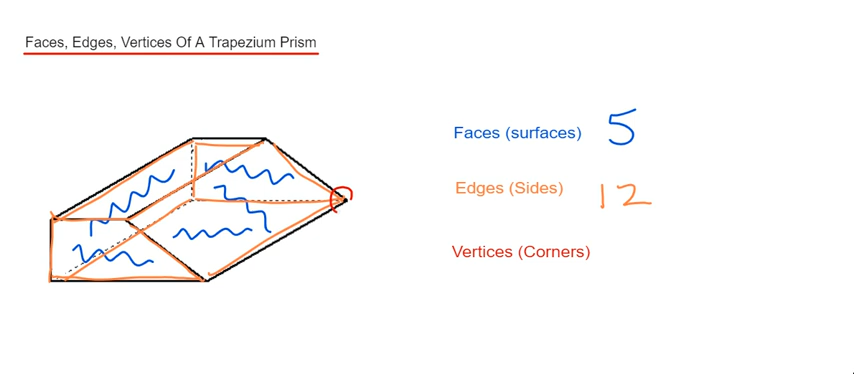 Faces, Edges, Vertices Of A Trapezium Prism
Faces (surfaces) 5
Edges (Sides) 12
Vertices (Corners)